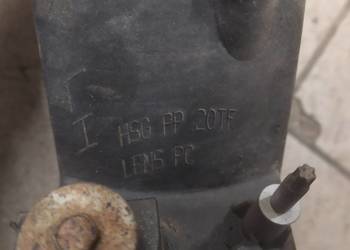 I HSG PP 20TF
LENS PC